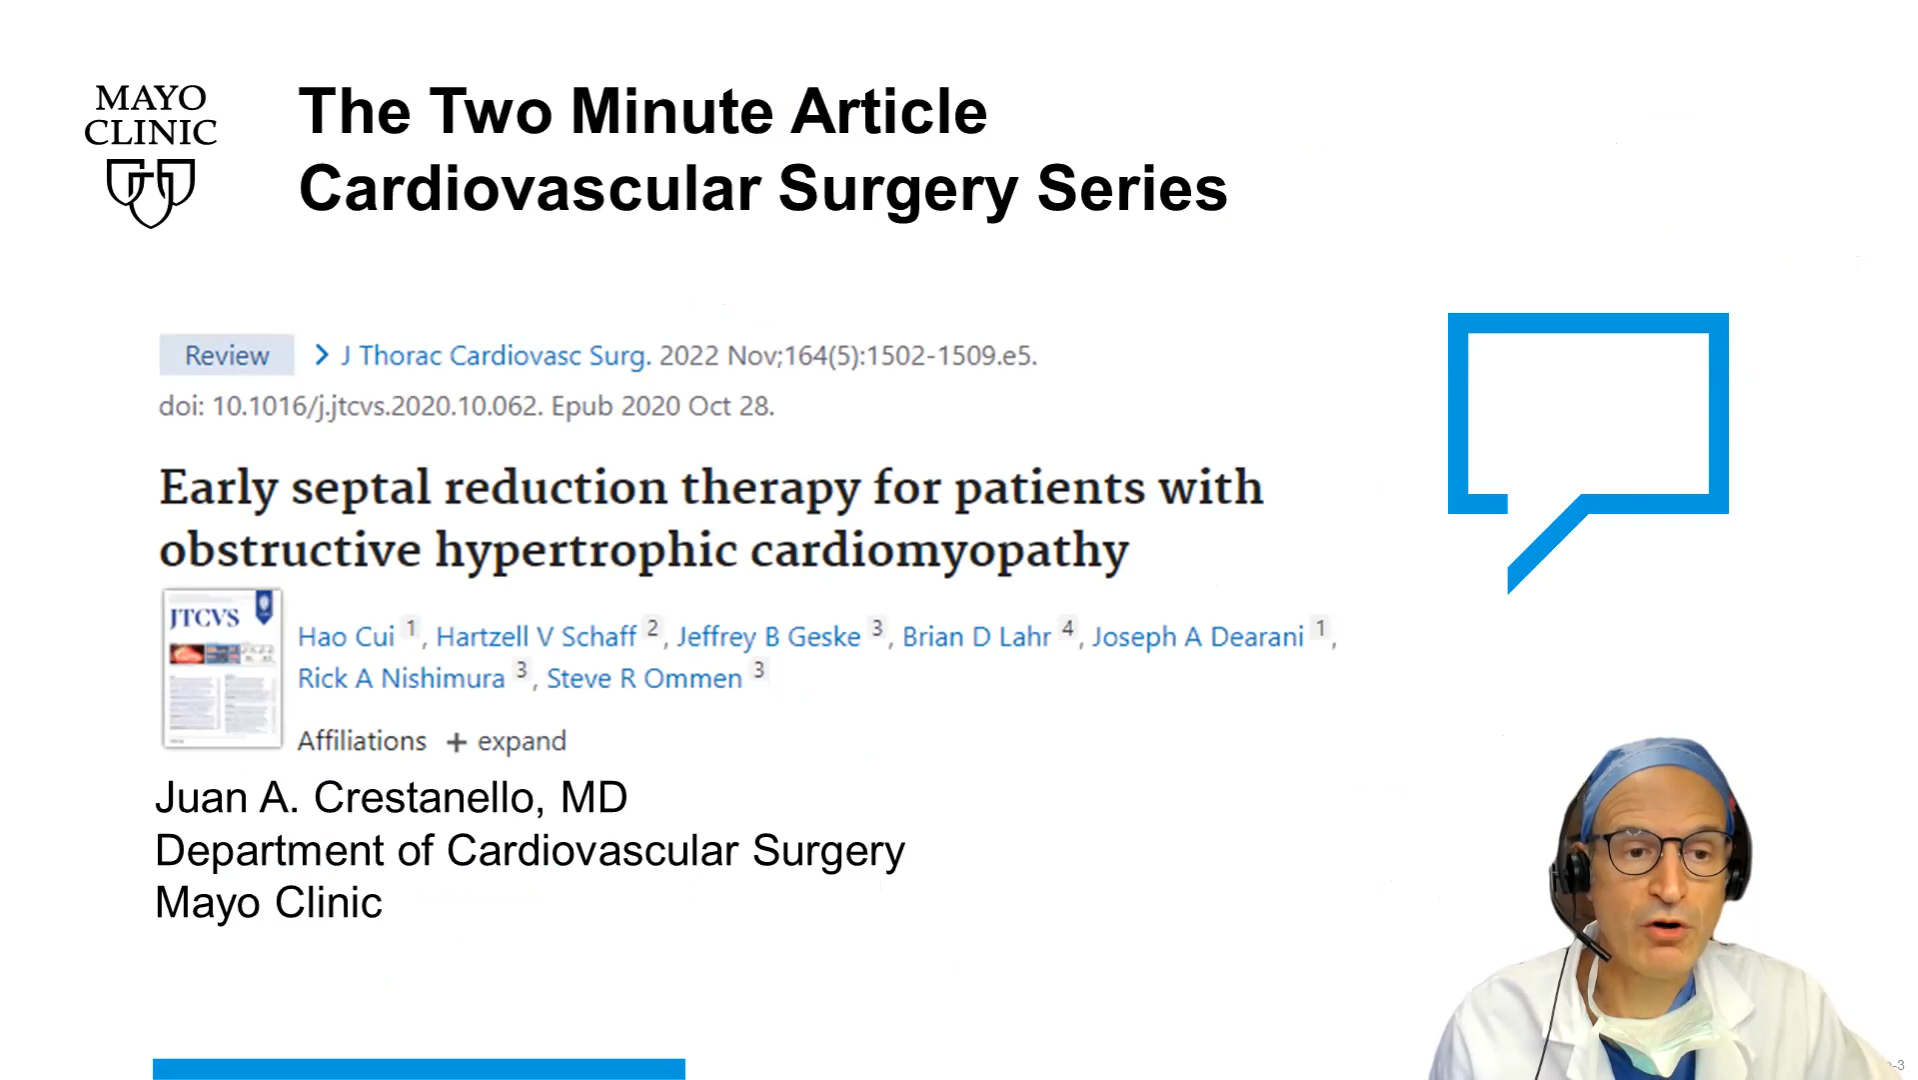 MAYO
CLINIC
The Two Minute Article
Cardiovascular Surgery Series
Review > J Thorac Cardiovasc Surg. 2022 Nov;164(5):1502-1509.e5.
doi: 10.1016/j.jtcvs.2020.10.062. Epub 2020 Oct 28.
Early septal reduction therapy for patients with
obstructive hypertrophic cardiomyopathy
JTCVS
Hao Cui 1, Hartzell V Schaff 2, Jeffrey B Geske 3, Brian D Lahr 4, Joseph A Dearani 1,
Rick A Nishimura 3, Steve R Ommen 3
Affiliations + expand
Juan A. Crestanello, MD
Department of Cardiovascular Surgery
Mayo Clinic
-3